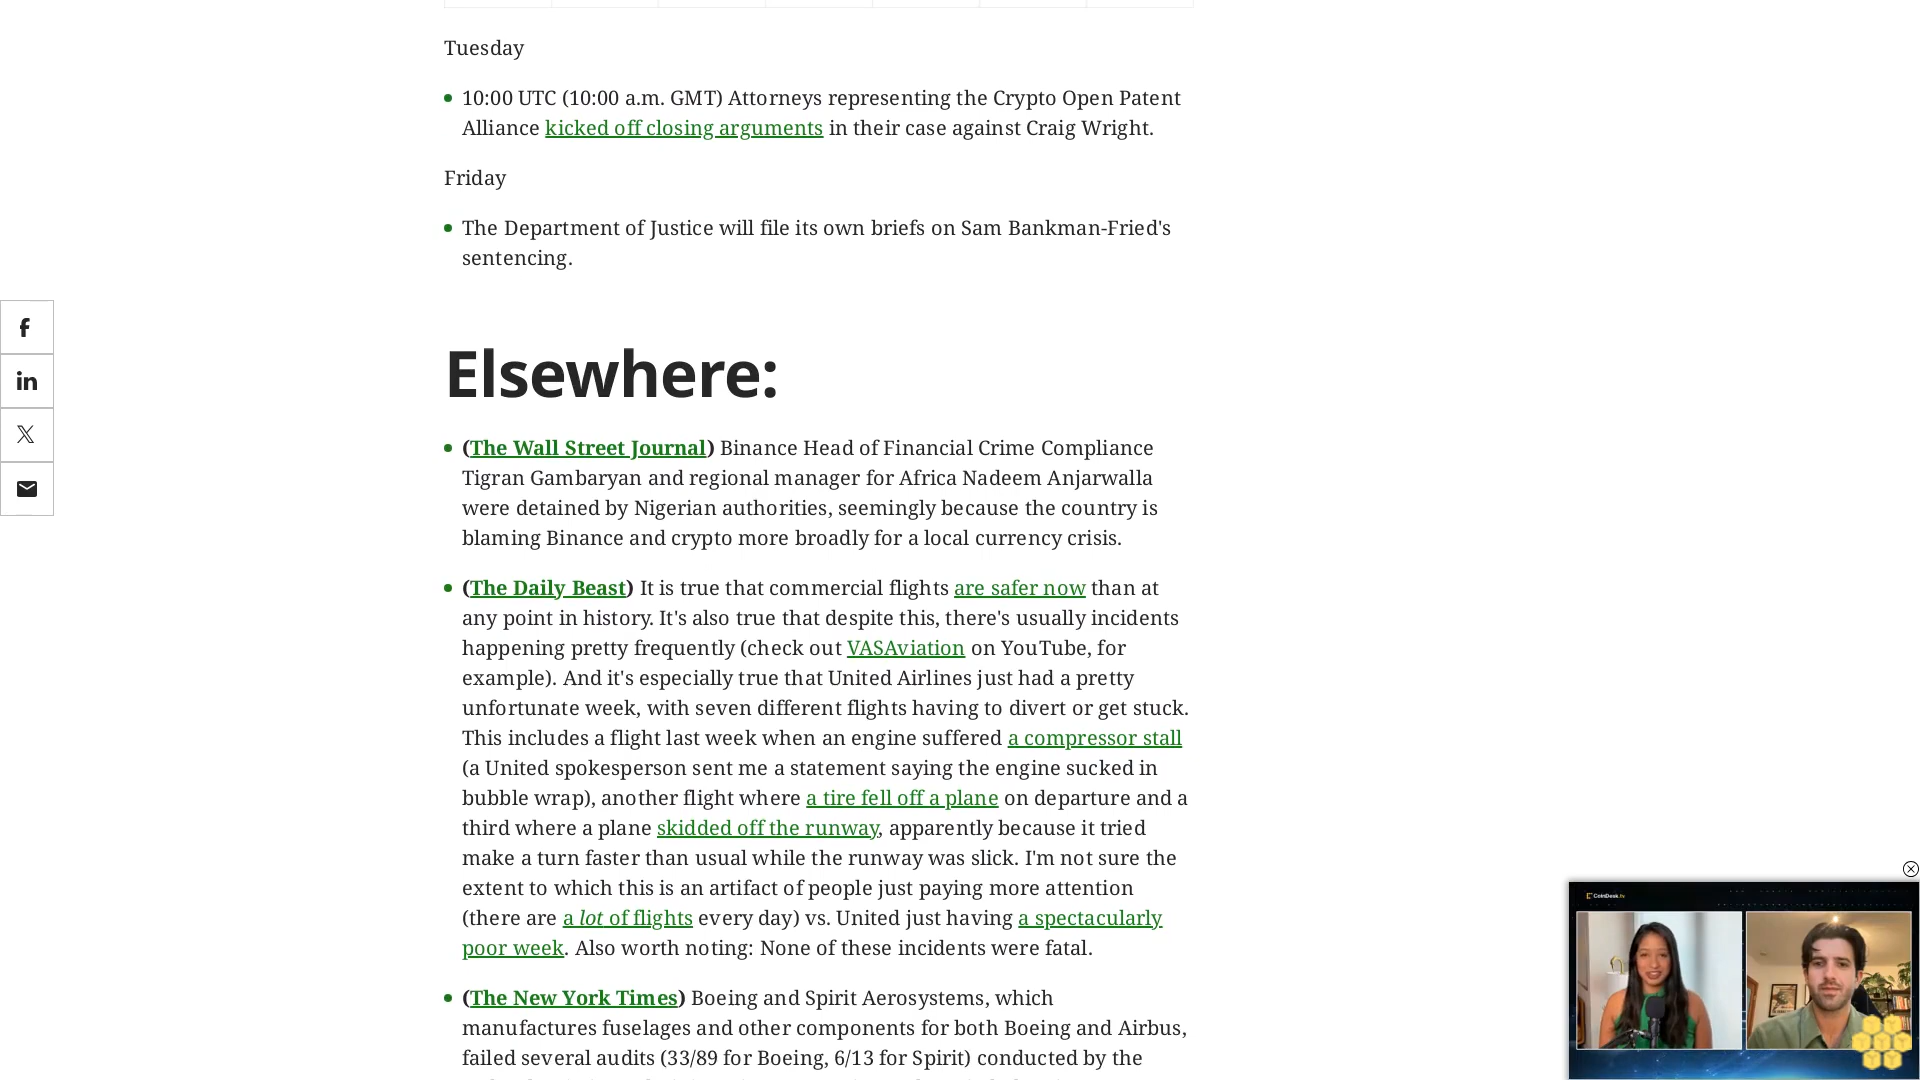 Tuesday
10:00 UTC (10:00 a.m. GMT) Attorneys representing the Crypto Open Patent
Alliance kicked off closing arguments in their case against Craig Wright.
Friday
The Department of Justice will file its own briefs on Sam Bankman-Fried's
sentencing.
Elsewhere:
(The Wall Street Journal) Binance Head of Financial Crime Compliance
Tigran Gambaryan and regional manager for Africa Nadeem Anjarwalla
were detained by Nigerian authorities, seemingly because the country is
blaming Binance and crypto more broadly for a local currency crisis.
(The Daily Beast) It is true that commercial flights are safer now than at
any point in history. It's also true that despite this, there's usually incidents
happening pretty frequently (check out VASAviation on YouTube, for
example). And it's especially true that United Airlines just had a pretty
unfortunate week, with seven different flights having to divert or get stuck.
This includes a flight last week when an engine suffered a compressor stall
(a United spokesperson sent me a statement saying the engine sucked in
bubble wrap), another flight where a tire fell off a plane on departure and a
third where a plane skidded off the runway, apparently because it tried
make a turn faster than usual while the runway was slick. I'm not sure the
extent to which this is an artifact of people just paying more attention
(there are a lot of flights every day) vs. United just having a spectacularly
poor week. Also worth noting: None of these incidents were fatal.
(The New York Times) Boeing and Spirit Aerosystems, which
manufactures fuselages and other components for both Boeing and Airbus,
failed several audits (33/89 for Boeing, 6/13 for Spirit) conducted by the
CoinDesk.tv